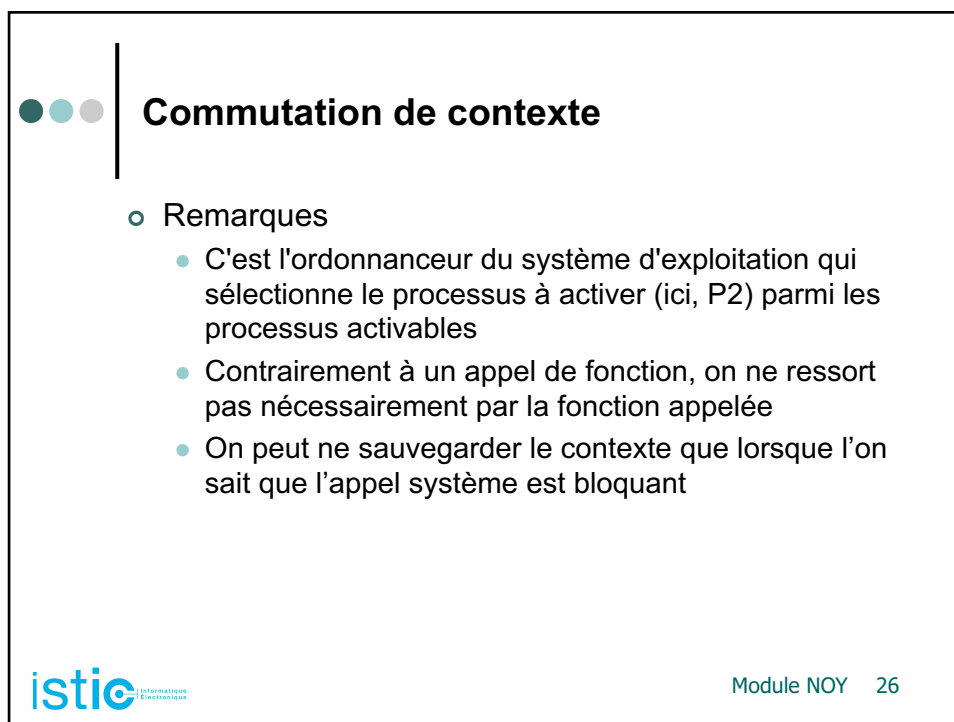 Commutation de contexte
Remarques
C'est l'ordonnanceur du système d'exploitation qui
sélectionne le processus à activer (ici, P2) parmi les
processus activables
Contrairement à un appel de fonction, on ne ressort
pas nécessairement par la fonction appelée
On peut ne sauvegarder le contexte que lorsque l’on
sait que l’appel système est bloquant
istic Informatique
Électronique
Module NOY 26